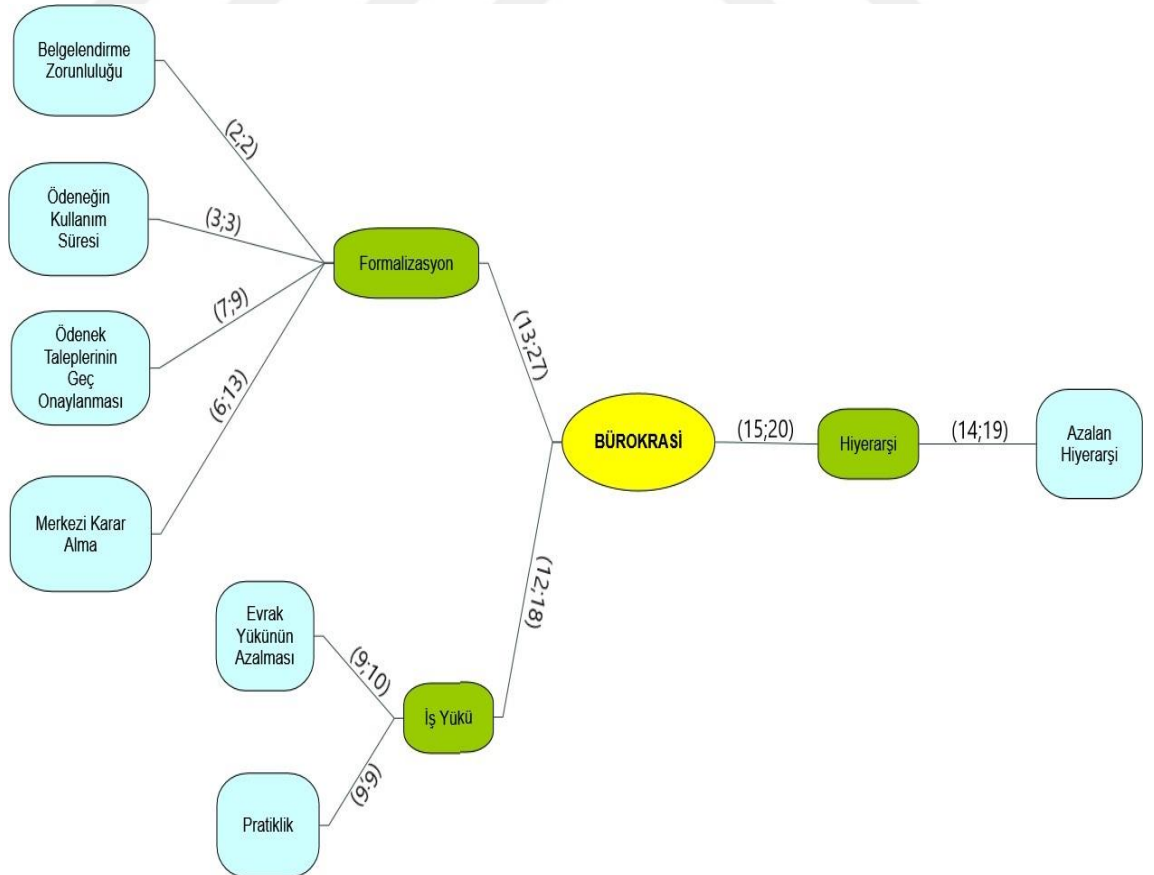 Belgelendirme
Zorunluluğu
(2;2)
Ödeneğin
Kullanım
Süresi
(3;3)
Formalizasyon
Ödenek
Taleplerinin
Geç
Onaylanması
(7;9)
(6;13)
Merkezi Karar
Alma
(13;27)
BÜROKRASİ
(15;20)
Hiyerarşi
(14;19)
Azalan
Hiyerarşi
(12;18)
Evrak
Yükünün
Azalması
(9;10)
İş Yükü
Pratiklik